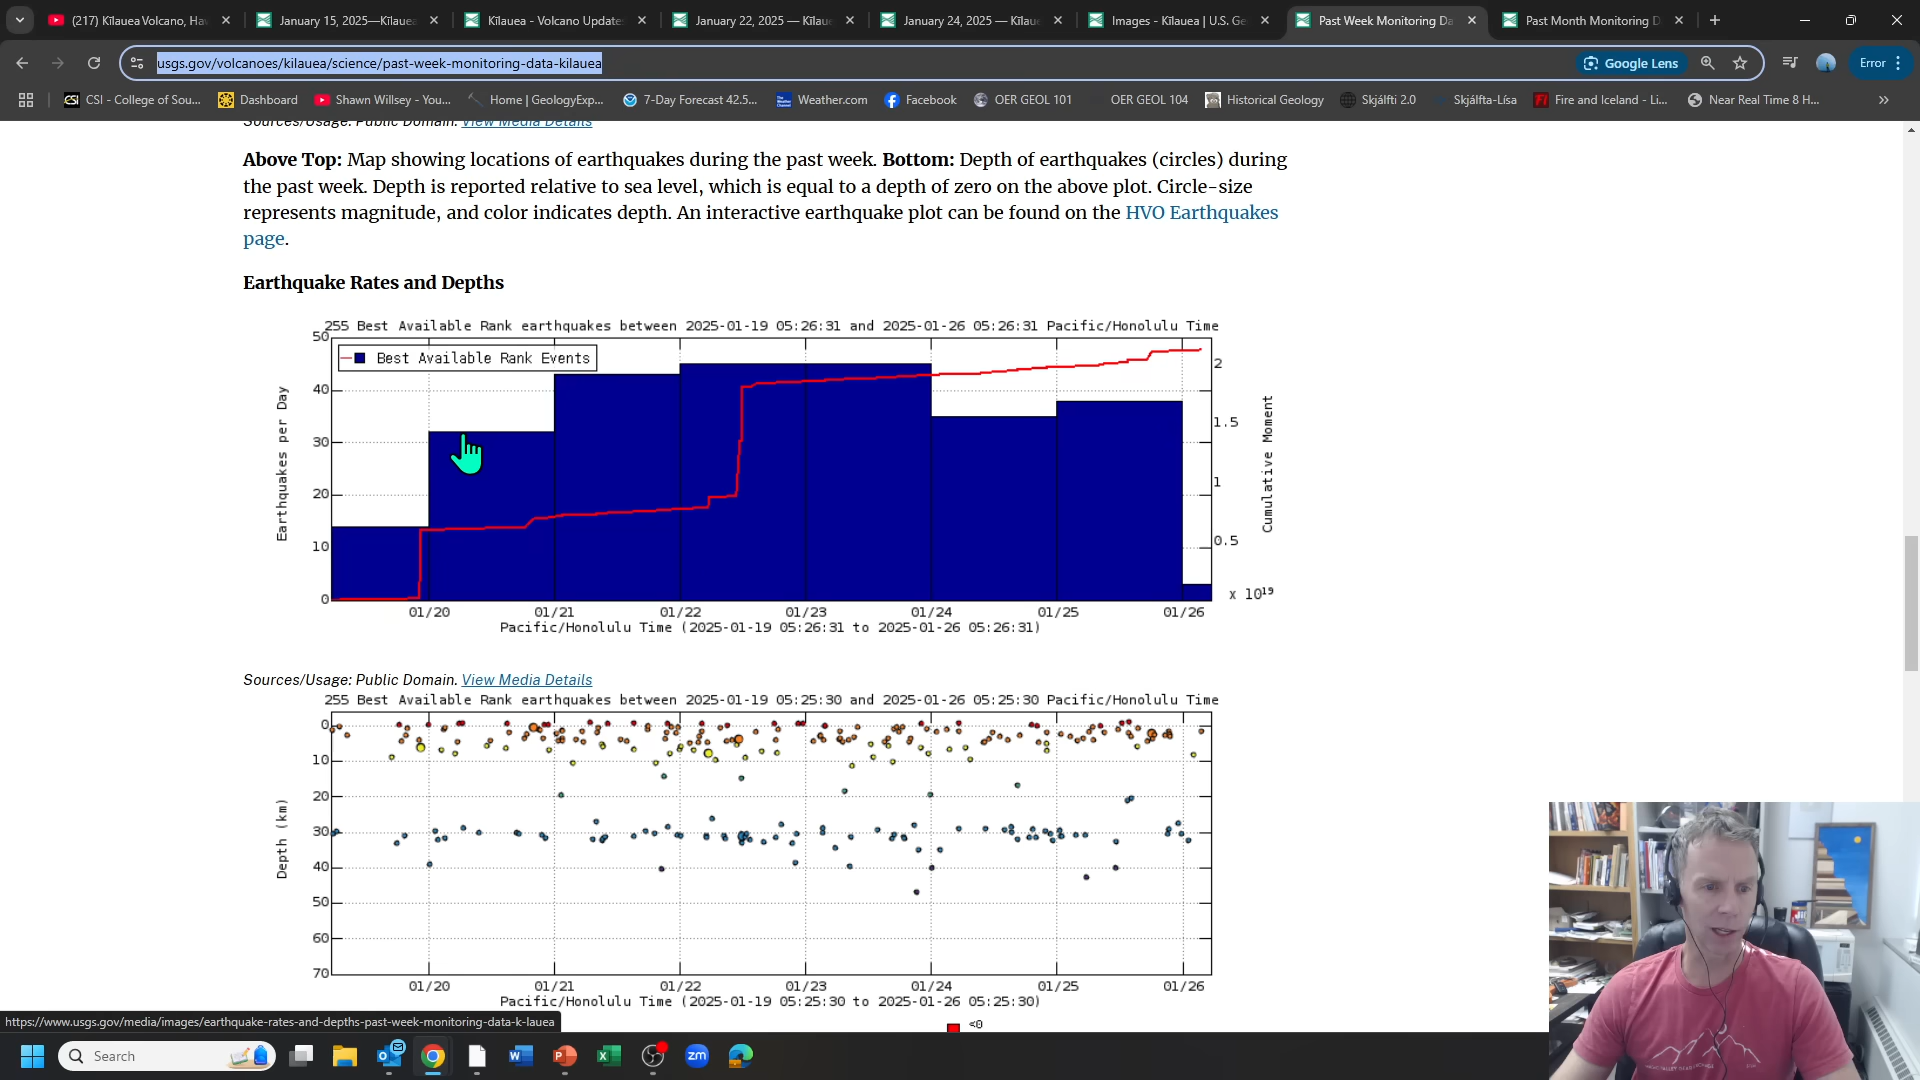 (217) Kīlauea Volcano, Ha
January 15, 2025—Kīlauea
Kīlauea - Volcano Updates
January 22, 2025 — Kīlaue
January 24, 2025 — Kīlaue
Images - Kīlauea | U.S. Ge
Past Week Monitoring Da
Past Month Monitoring D
usgs.gov/volcanoes/kilauea/science/past-week-monitoring-data-kilauea
Google Lens
Error
CSI - College of Sou...
Dashboard
Shawn Willsey - You...
Home | GeologyExp...
7-Day Forecast 42.5...
Weather.com
Facebook
OER GEOL 101
OER GEOL 104
Historical Geology
Skjálfti 2.0
Skjálfta-Lísa
Fire and Iceland - Li...
Near Real Time 8 H...
Sources/Usage: Public Domain. View Media Details
Above Top: Map showing locations of earthquakes during the past week. Bottom: Depth of earthquakes (circles) during
the past week. Depth is reported relative to sea level, which is equal to a depth of zero on the above plot. Circle-size
represents magnitude, and color indicates depth. An interactive earthquake plot can be found on the HVO Earthquakes
page.
Earthquake Rates and Depths
255 Best Available Rank earthquakes between 2025-01-19 05:26:31 and 2025-01-26 05:26:31 Pacific/Honolulu Time
Best Available Rank Events
50
40
30
20
10
0
Earthquakes per Day
2
1.5
1
0.5
x 10¹⁹
Cumulative Moment
01/20 01/21 01/22 01/23 01/24 01/25 01/26
Pacific/Honolulu Time (2025-01-19 05:26:31 to 2025-01-26 05:26:31)
Sources/Usage: Public Domain. View Media Details
255 Best Available Rank earthquakes between 2025-01-19 05:25:30 and 2025-01-26 05:25:30 Pacific/Honolulu Time
0
10
20
30
40
50
60
70
Depth (km)
01/20 01/21 01/22 01/23 01/24 01/25 01/26
Pacific/Honolulu Time (2025-01-19 05:25:30 to 2025-01-26 05:25:30)
<0
https://www.usgs.gov/media/images/earthquake-rates-and-depths-past-week-monitoring-data-k-lauea
Search